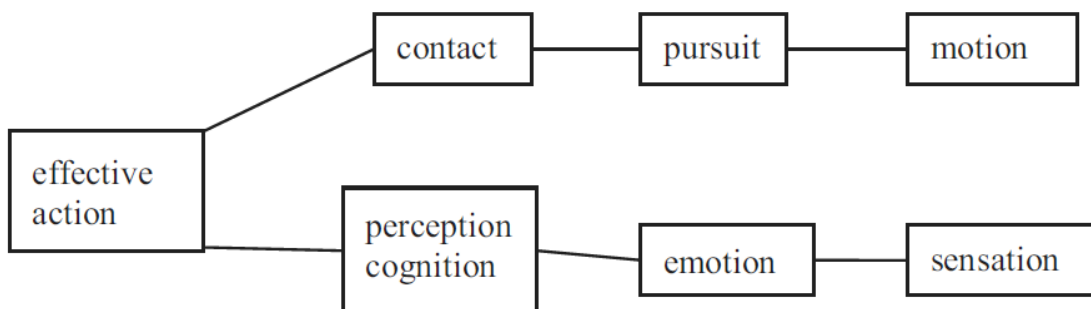 contact
pursuit
motion
effective
action
perception
cognition
emotion
sensation